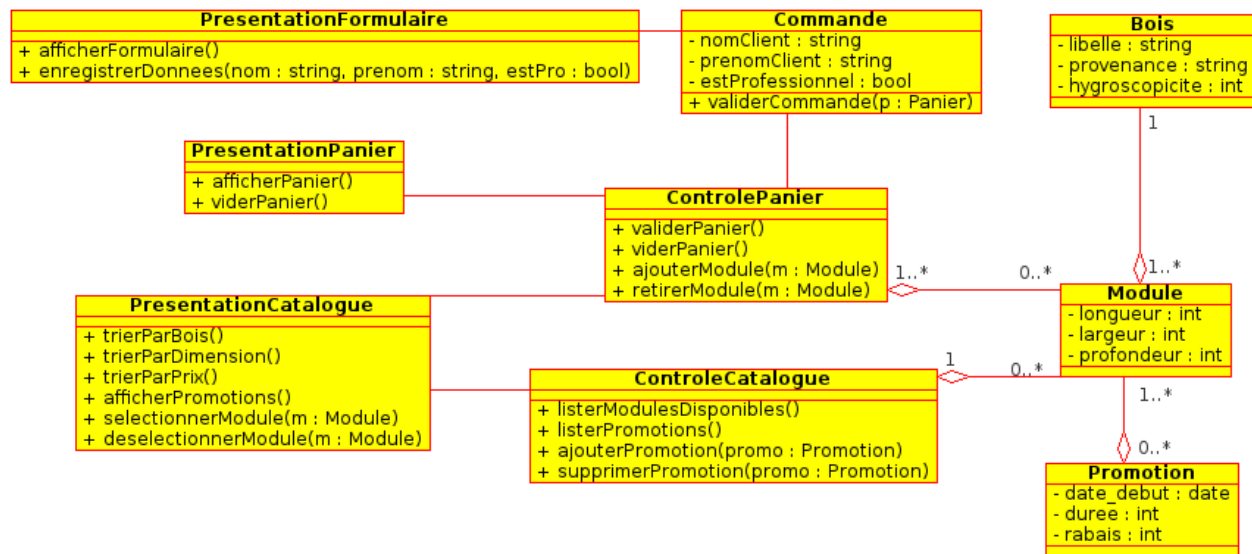 PresentationFormulaire
+ afficherFormulaire()
+ enregistrerDonnees(nom : string, prenom : string, estPro : bool)
Commande
- nomClient : string
- prenomClient : string
- estProfessionnel : bool
+ validerCommande(p : Panier)
Bois
- libelle : string
- provenance : string
- hygroscopicite : int
1
PresentationPanier
+ afficherPanier()
+ viderPanier()
ControlePanier
+ validerPanier()
+ viderPanier()
+ ajouterModule(m : Module)
+ retirerModule(m : Module)
1..*
0..*
1..*
Module
- longueur : int
- largeur : int
- profondeur : int
PresentationCatalogue
+ trierParBois()
+ trierParDimension()
+ trierParPrix()
+ afficherPromotions()
+ selectionnerModule(m : Module)
+ deselectionnerModule(m : Module)
ControleCatalogue
+ listerModulesDisponibles()
+ listerPromotions()
+ ajouterPromotion(promo : Promotion)
+ supprimerPromotion(promo : Promotion)
1
0..*
1..*
0..*
Promotion
- date_debut : date
- duree : int
- rabais : int